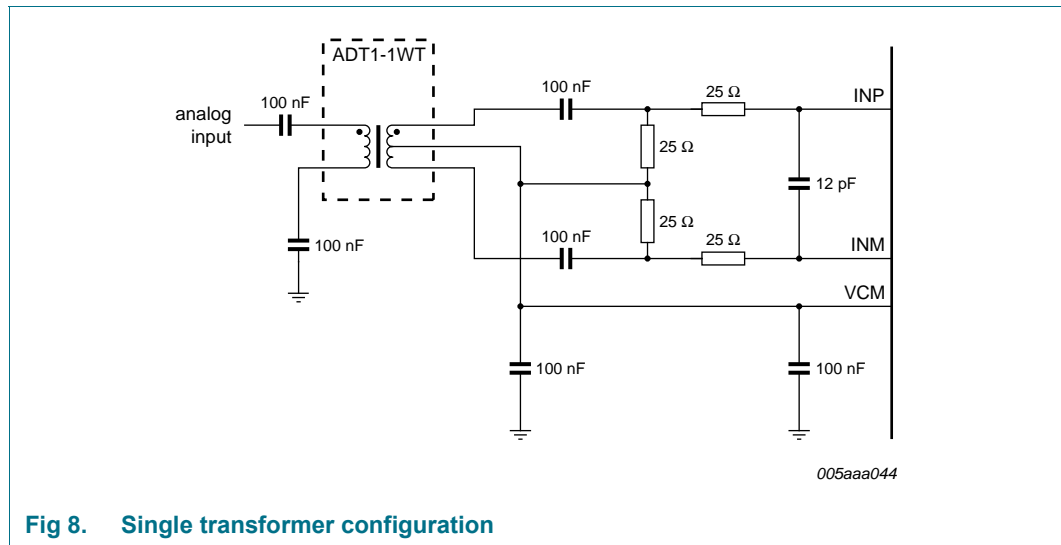 ADT1-1WT
100 nF
analog
input
100 nF
25 Ω
INP
25 Ω
12 pF
25 Ω
100 nF
100 nF
25 Ω
INM
VCM
100 nF
100 nF
005aaa044
Fig 8. Single transformer configuration